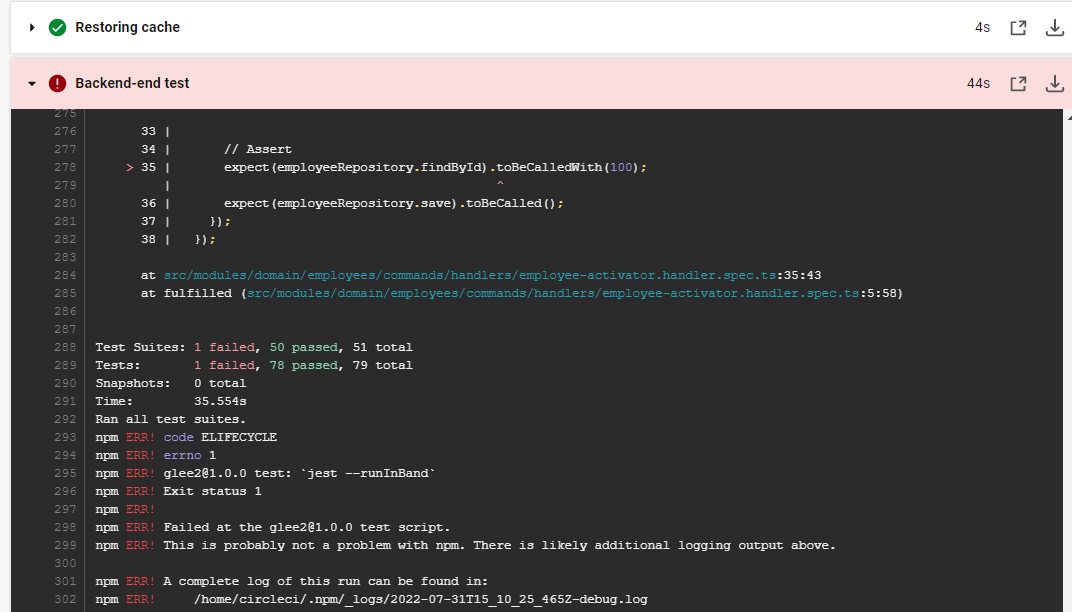 Restoring cache 4s
Backend-end test 44s
275
276 33 |
277 34 | // Assert
278 > 35 | expect(employeeRepository.findById).toBeCalledWith(100);
279 | ^
280 36 | expect(employeeRepository.save).toBeCalled();
281 37 | });
282 38 | });
283
284 at src/modules/domain/employees/commands/handlers/employee-activator.handler.spec.ts:35:43
285 at fulfilled (src/modules/domain/employees/commands/handlers/employee-activator.handler.spec.ts:5:58)
286
287
288 Test Suites: 1 failed, 50 passed, 51 total
289 Tests: 1 failed, 78 passed, 79 total
290 Snapshots: 0 total
291 Time: 35.554s
292 Ran all test suites.
293 npm ERR! code ELIFECYCLE
294 npm ERR! errno 1
295 npm ERR! glee2@1.0.0 test: `jest --runInBand`
296 npm ERR! Exit status 1
297 npm ERR!
298 npm ERR! Failed at the glee2@1.0.0 test script.
299 npm ERR! This is probably not a problem with npm. There is likely additional logging output above.
300
301 npm ERR! A complete log of this run can be found in:
302 npm ERR! /home/circleci/.npm/_logs/2022-07-31T15_10_25_465Z-debug.log